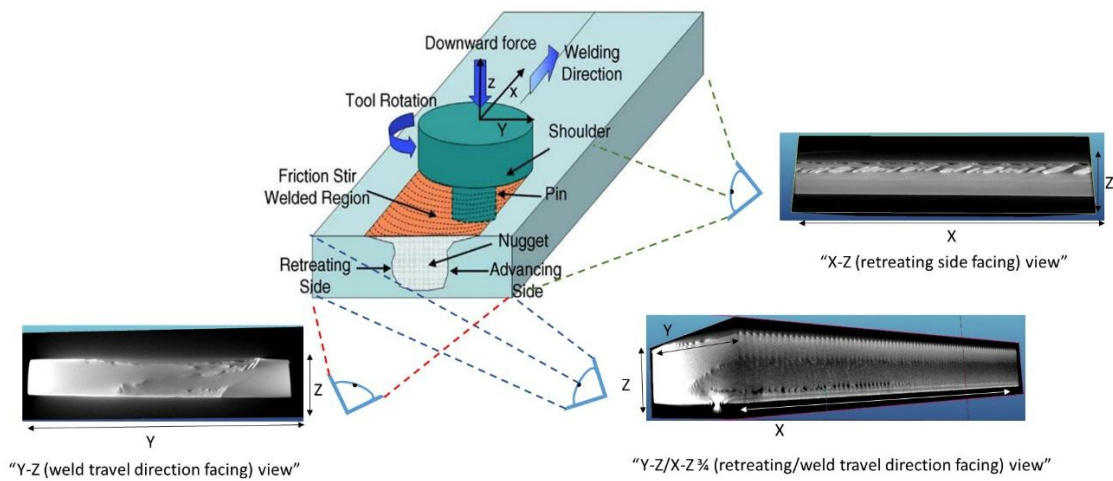 Downward force
Welding
Direction
z
x
Tool Rotation
Y
Shoulder
Friction Stir
Welded Region
Pin
Nugget
Retreating
Side
Advancing
Side
Z
X
“X-Z (retreating side facing) view”
Z
Y
“Y-Z (weld travel direction facing) view”
Y
Z
X
“Y-Z/X-Z ¾ (retreating/weld travel direction facing) view”